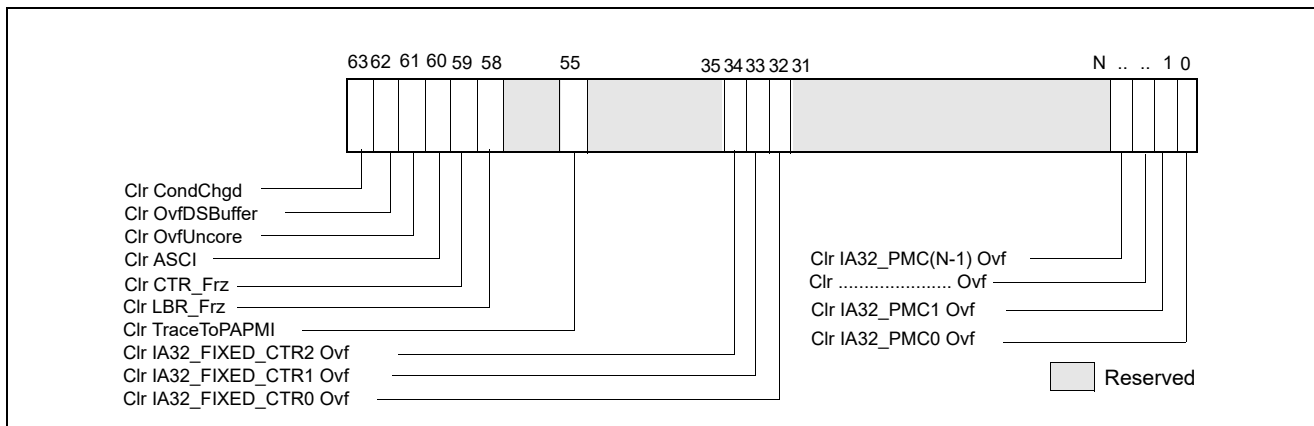 63 62 61 60 59 58 55 35 34 33 32 31 N .. .. 1 0
Clr CondChgd
Clr OvfDSBuffer
Clr OvfUncore
Clr ASCI
Clr CTR_Frz
Clr LBR_Frz
Clr TraceToPAPMI
Clr IA32_FIXED_CTR2 Ovf
Clr IA32_FIXED_CTR1 Ovf
Clr IA32_FIXED_CTR0 Ovf
Clr IA32_PMC(N-1) Ovf
Clr ...................... Ovf
Clr IA32_PMC1 Ovf
Clr IA32_PMC0 Ovf
Reserved